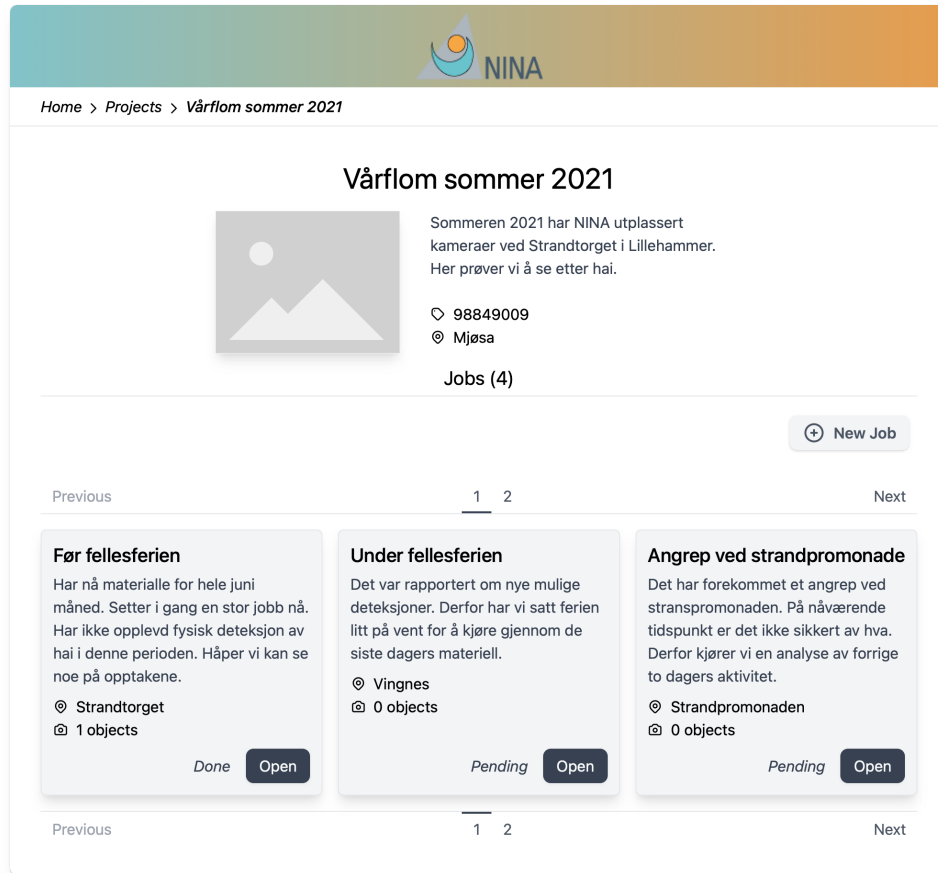 NINA
Home > Projects > Vårflom sommer 2021
Vårflom sommer 2021
Sommeren 2021 har NINA utplassert
kameraer ved Strandtorget i Lillehammer.
Her prøver vi å se etter hai.
98849009
Mjøsa
Jobs (4)
New Job
Previous 1 2 Next
Før fellesferien
Har nå materialle for hele juni
måned. Setter i gang en stor jobb nå.
Har ikke opplevd fysisk deteksjon av
hai i denne perioden. Håper vi kan se
noe på opptakene.
Strandtorget
1 objects
Done Open
Under fellesferien
Det var rapportert om nye mulige
deteksjoner. Derfor har vi satt ferien
litt på vent for å kjøre gjennom de
siste dagers materiell.
Vingnes
0 objects
Pending Open
Angrep ved strandpromonade
Det har forekommet et angrep ved
stranspromonaden. På nåværende
tidspunkt er det ikke sikkert av hva.
Derfor kjører vi en analyse av forrige
to dagers aktivitet.
Strandpromonaden
0 objects
Pending Open
Previous 1 2 Next